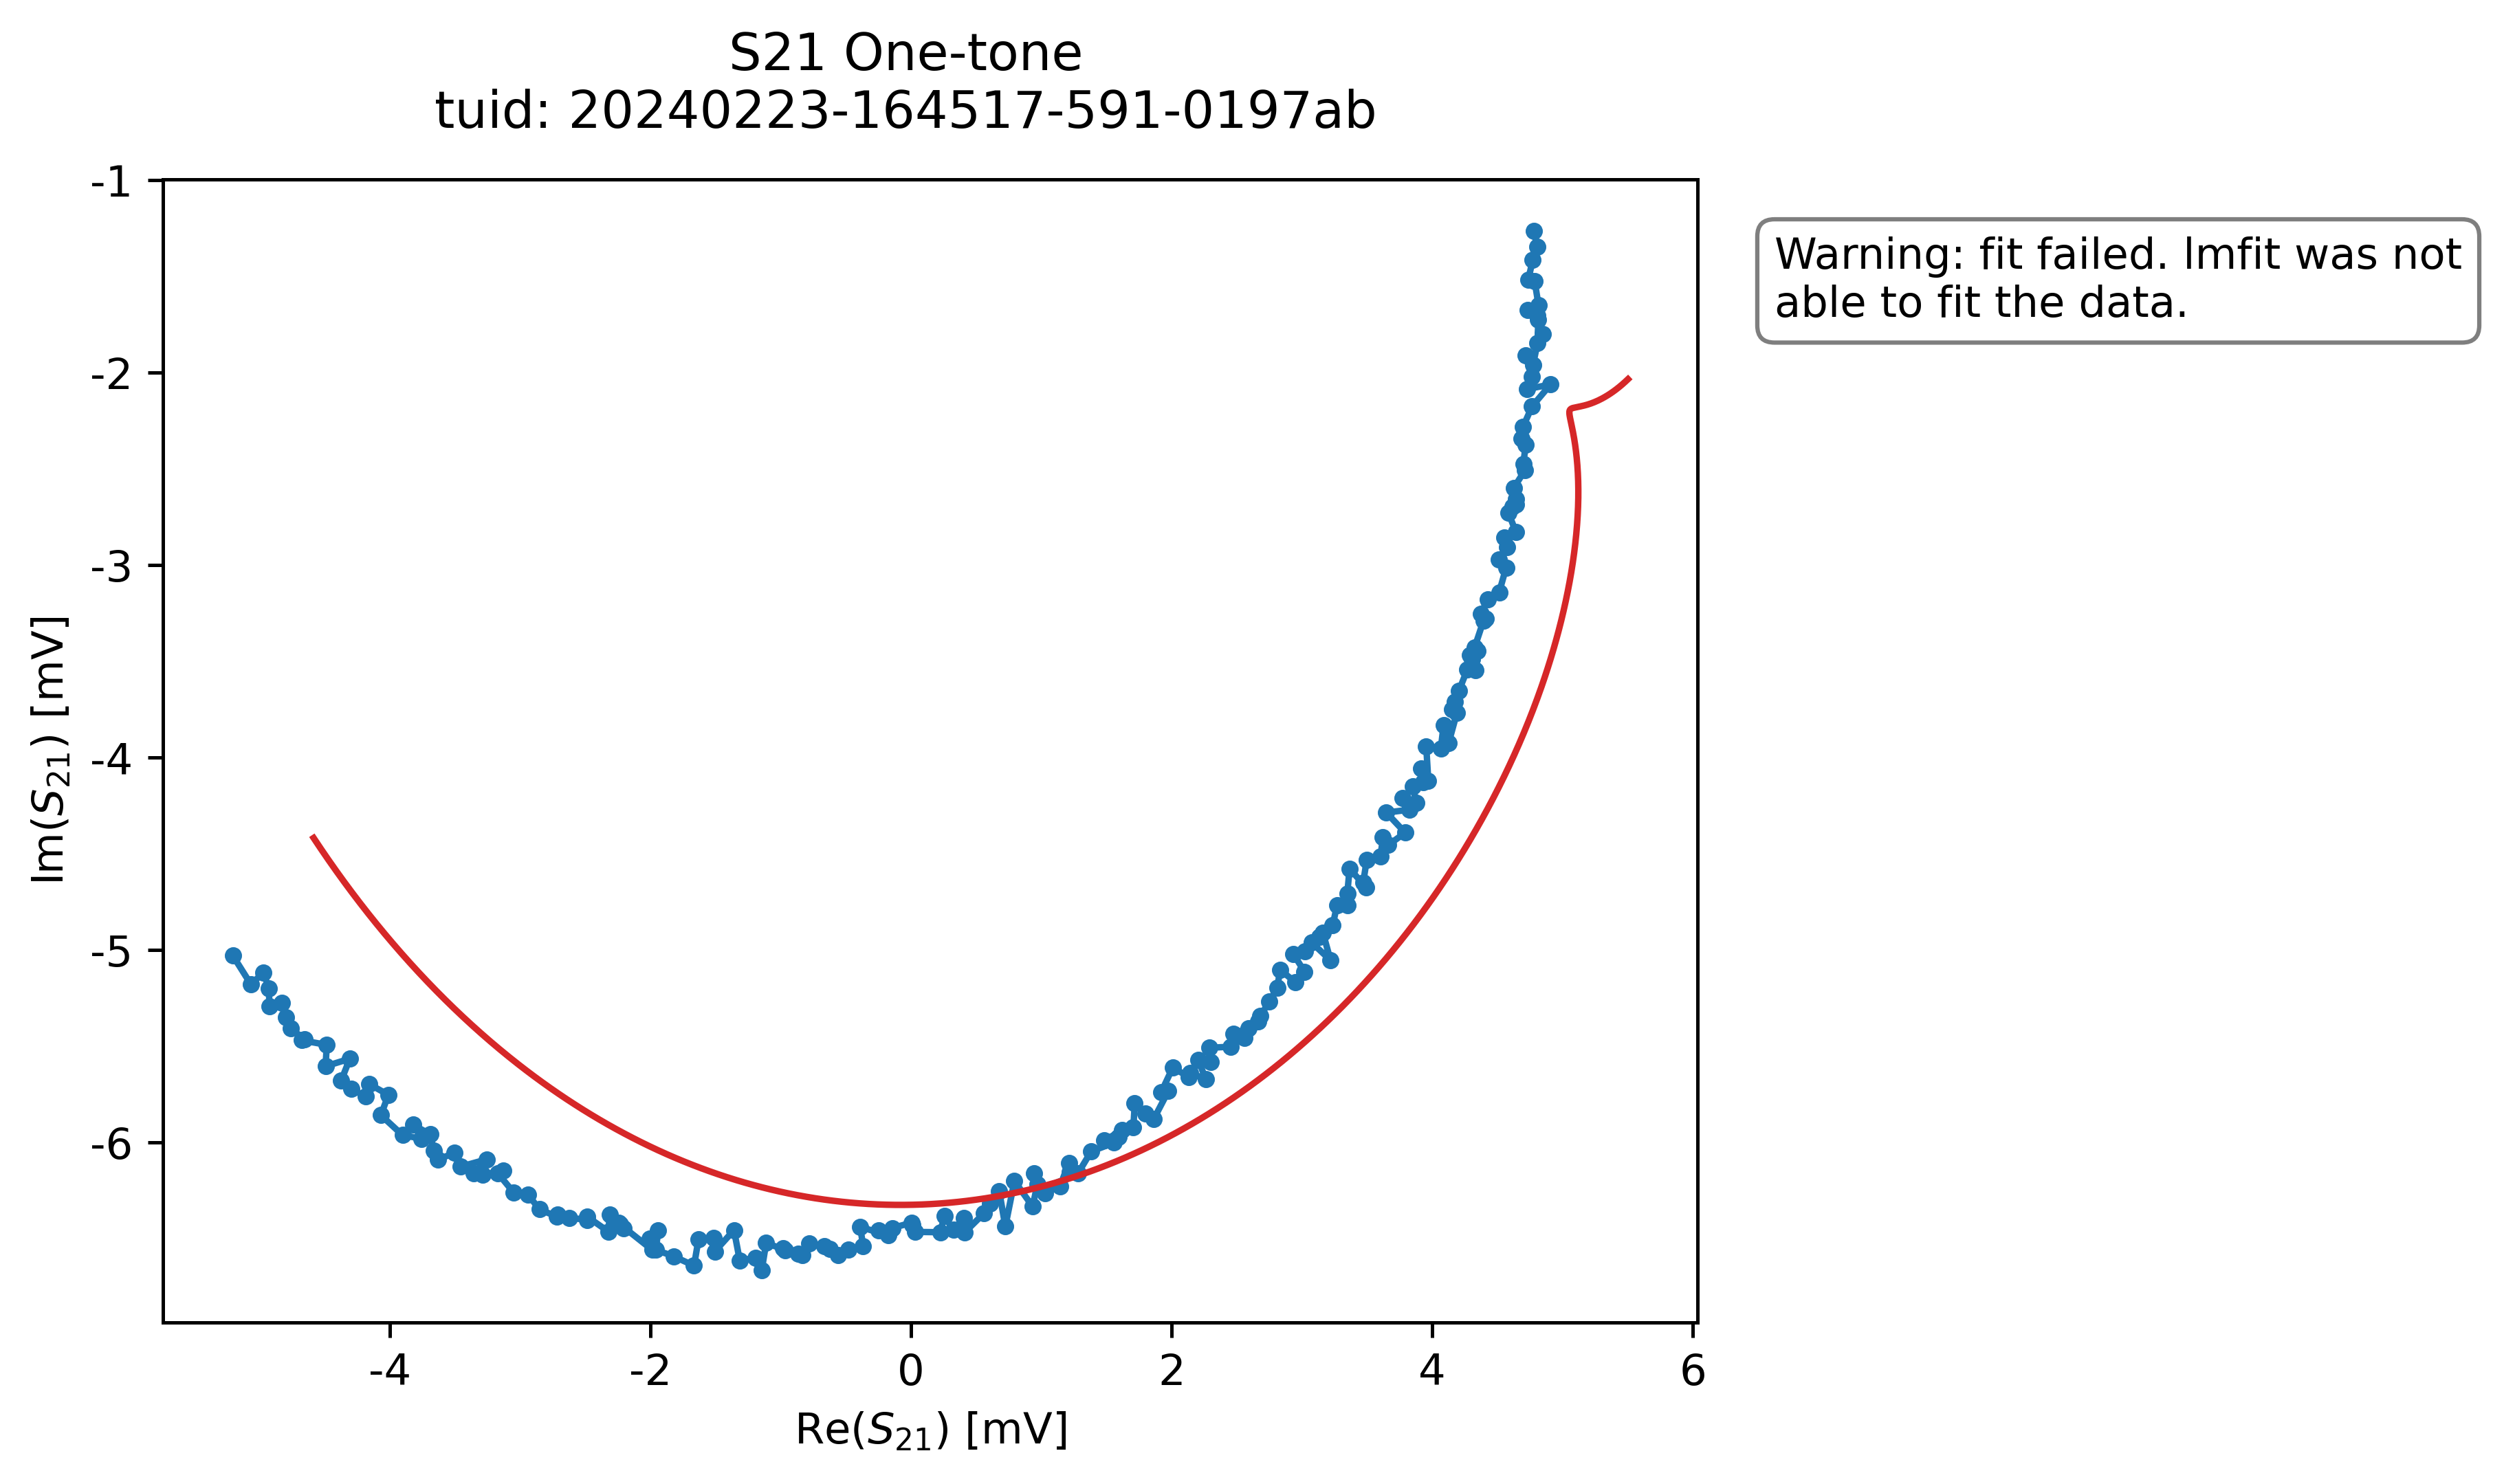 S21 One-tone
tuid: 20240223-164517-591-0197ab
Warning: fit failed. lmfit was not
able to fit the data.
-1
-2
-3
-4
-5
-6
Im(S₂₁) [mV]
-4 -2 0 2 4 6
Re(S₂₁) [mV]